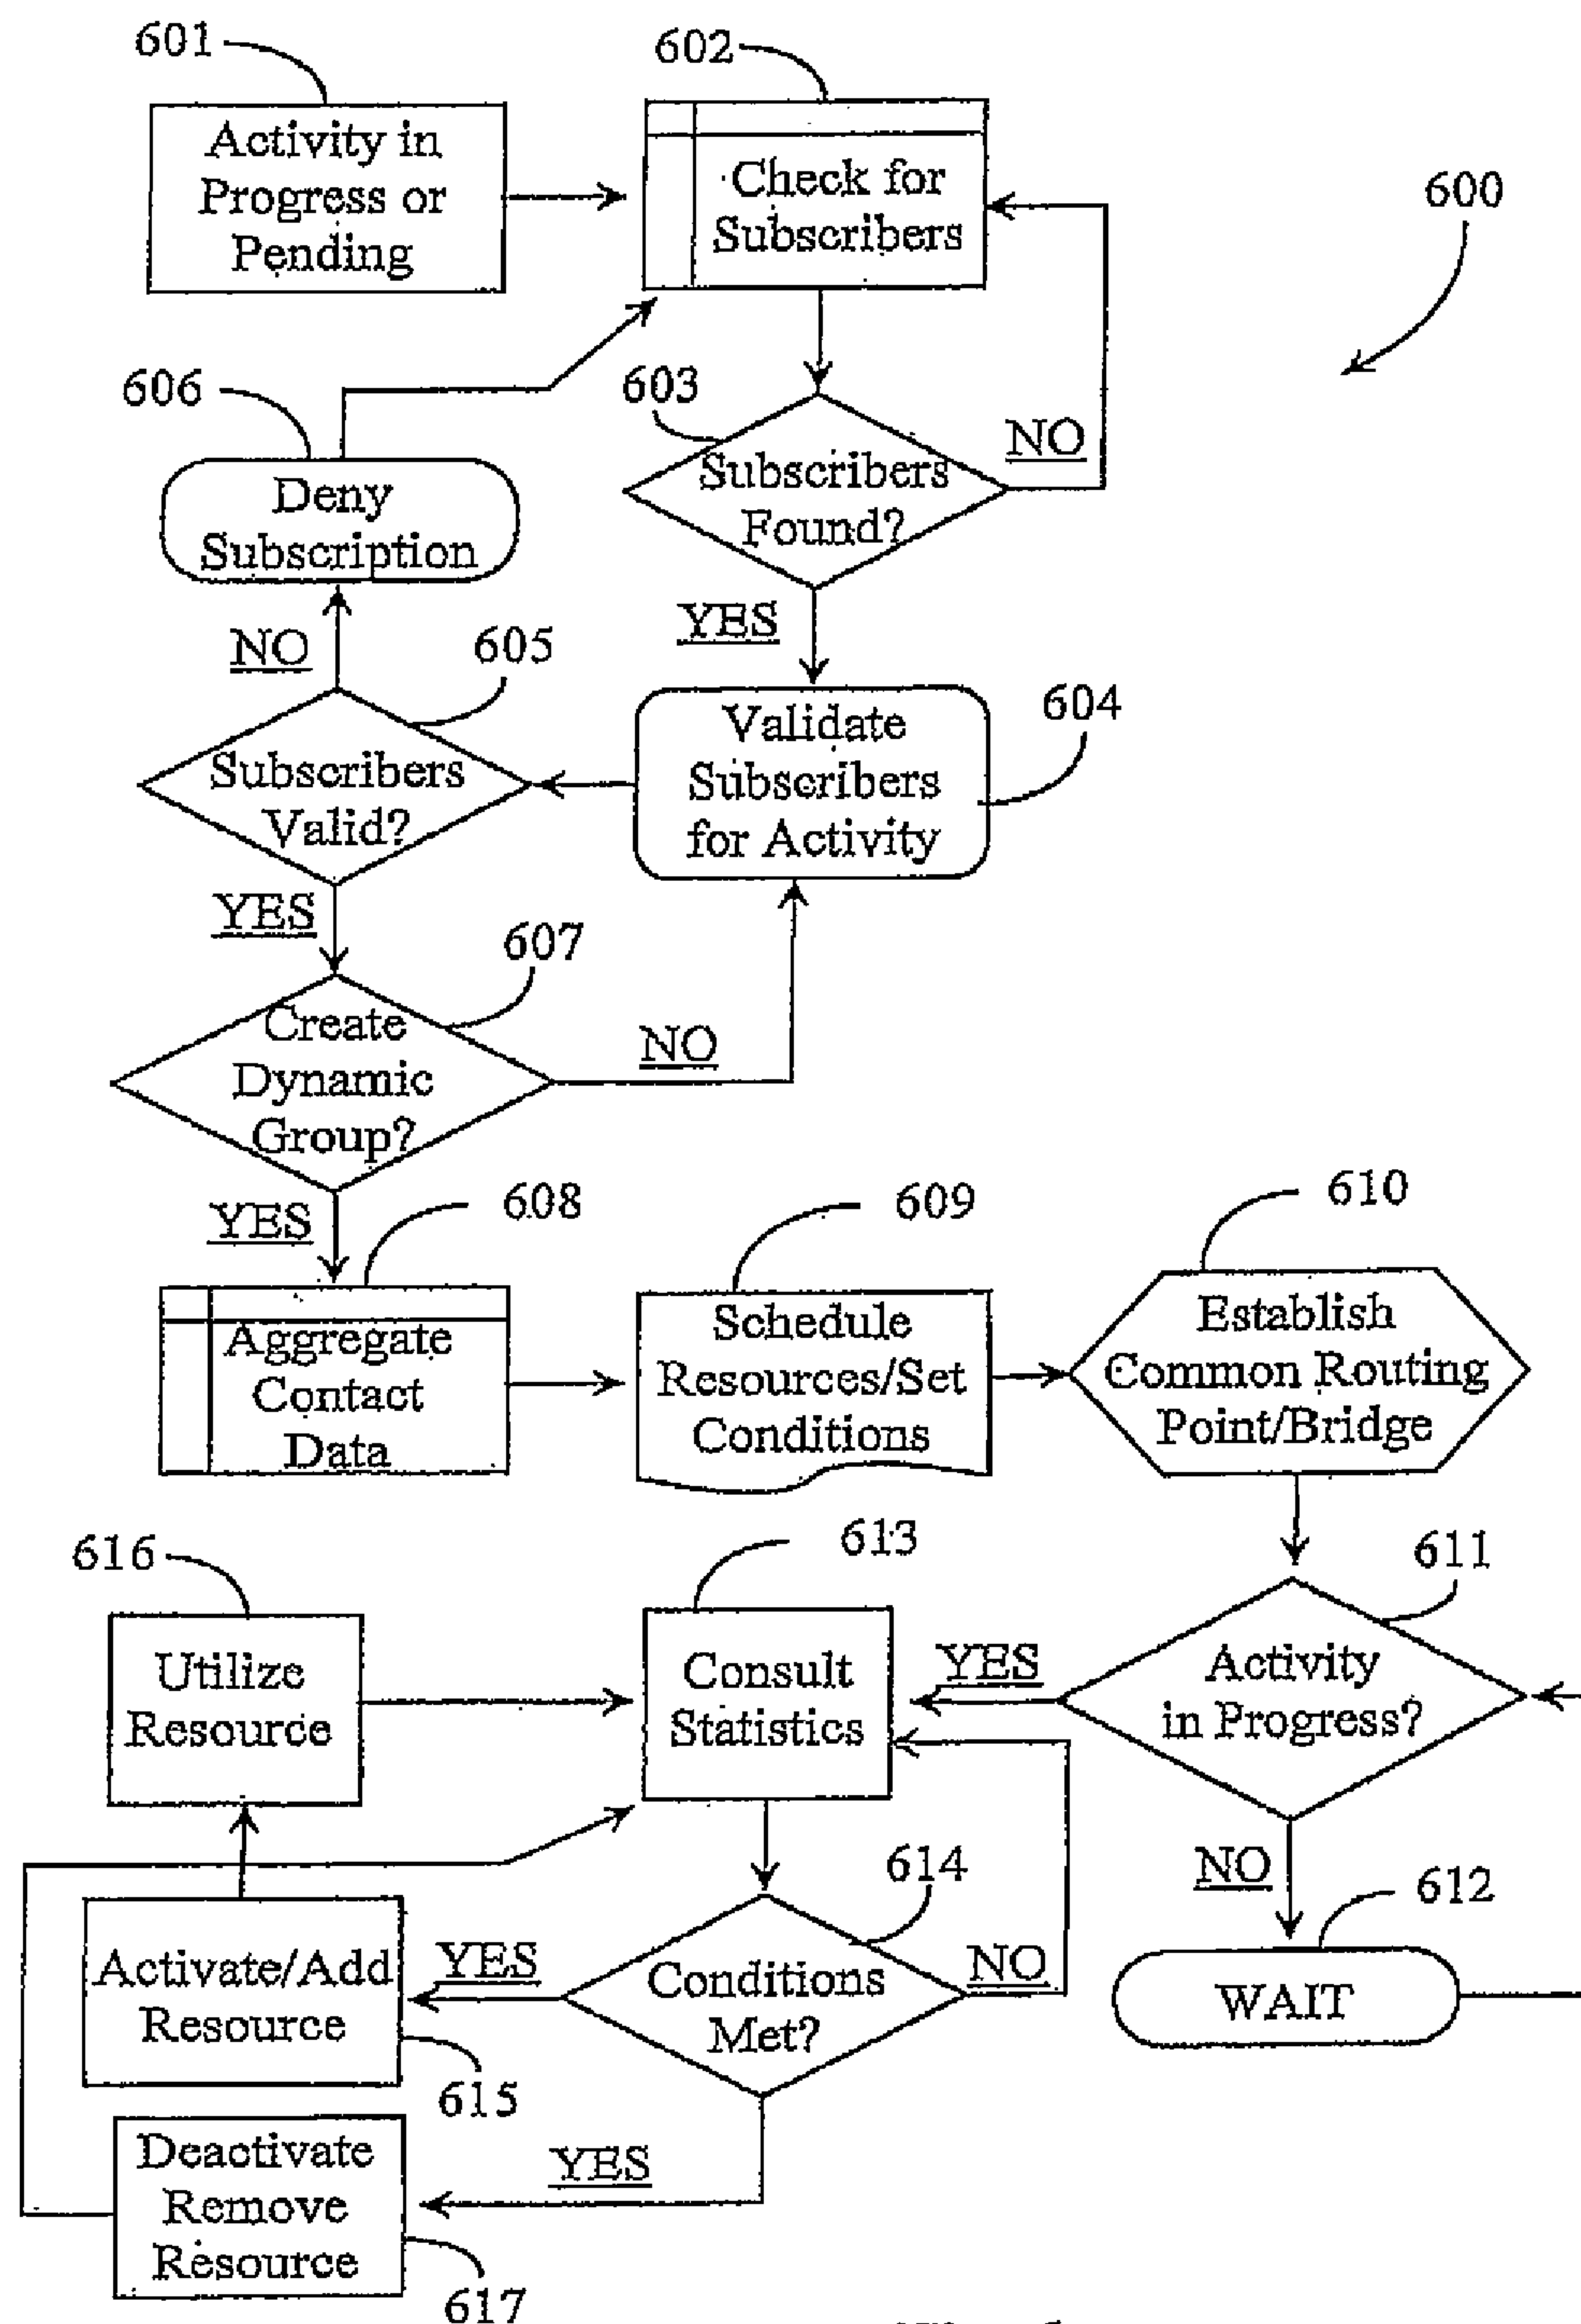 601
602
Activity in
Progress or
Pending
Check for
Subscribers
600
606
603
NO
Deny
Subscription
Subscribers
Found?
YES
NO
605
604
Validate
Subscribers
for Activity
Subscribers
Valid?
YES
607
Create
Dynamic
Group?
NO
YES
608
609
610
Aggregate
Contact
Data
Schedule
Resources/Set
Conditions
Establish
Common Routing
Point/Bridge
616
613
611
Utilize
Resource
Consult
Statistics
YES
Activity
in Progress?
NO
614
612
Activate/Add
Resource
YES
Conditions
Met?
NO
WAIT
615
Deactivate
Remove
Resource
YES
617